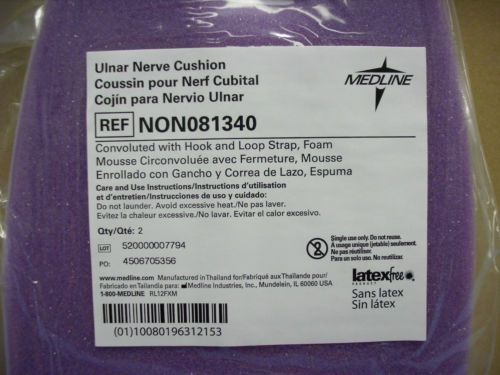 Ulnar Nerve Cushion
Coussin pour Nerf Cubital
Cojín para Nervio Ulnar
MEDLINE
REF NON081340
Convoluted with Hook and Loop Strap, Foam
Mousse Circonvoluée avec Fermeture, Mousse
Enrollado con Gancho y Correa de Lazo, Espuma
Care and Use Instructions/Instructions d'utilisation
et d'entretien/Instrucciones de uso y cuidado:
Do not launder. Avoid excessive heat./Ne pas laver.
Evitez la chaleur excessive./No lavar. Evitar el calor excesivo.
Qty/Qté: 2
LOT 520000007794
PO: 4506705356
2
Single use only. Do not reuse.
A usage unique (jetable) seulement.
Ne pas réutiliser.
Para un solo uso. No reutilizar.
www.medline.com Manufactured in Thailand for/Fabriqué aux Thaïlande pour/
Fabricado en Tailandia para: Medline Industries, Inc., Mundelein, IL 60060 USA
1-800-MEDLINE RL12FXM
latexfree
PRODUCT
Sans latex
Sin látex
(01)10080196312153